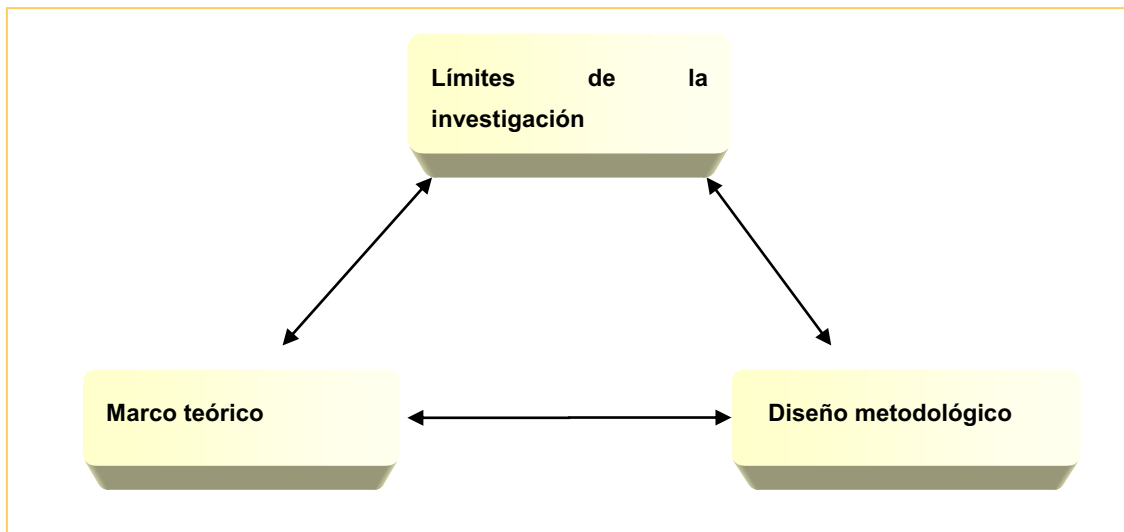 Límites de la
investigación
Marco teórico
Diseño metodológico